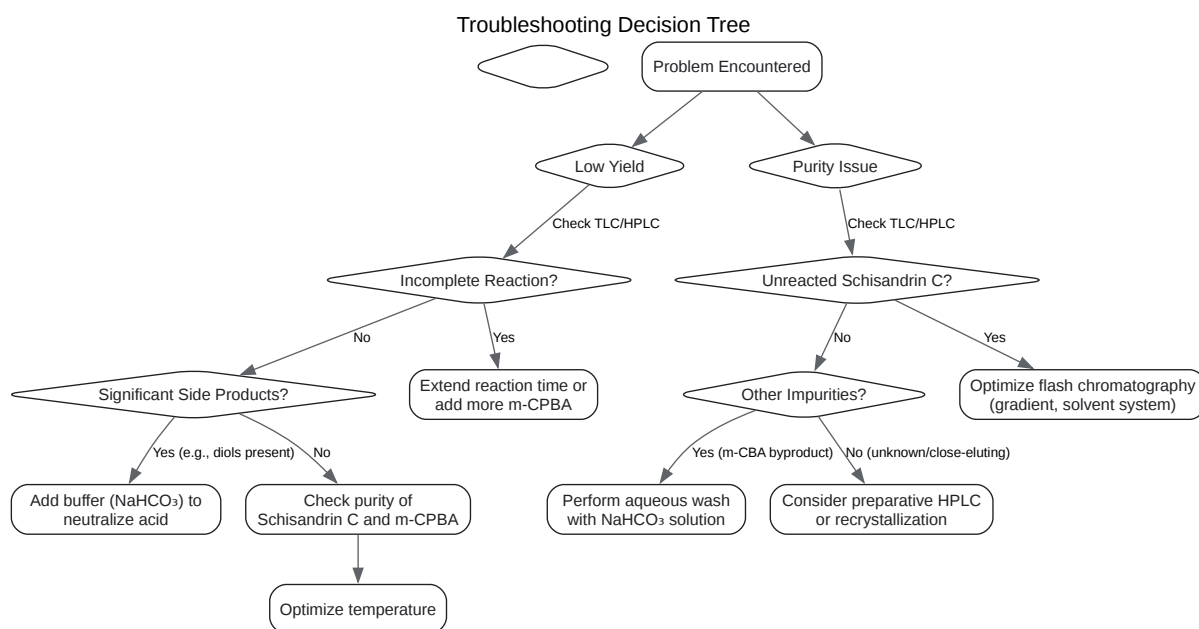 Troubleshooting Decision Tree
Problem Encountered
Low Yield
Purity Issue
Check TLC/HPLC
Check TLC/HPLC
Incomplete Reaction?
Unreacted Schisandrin C?
No
Yes
No
Yes
Significant Side Products?
Extend reaction time or
add more m-CPBA
Other Impurities?
Optimize flash chromatography
(gradient, solvent system)
Yes (e.g., diols present)
No
Yes (m-CBA byproduct)
No (unknown/close-eluting)
Add buffer (NaHCO₃) to
neutralize acid
Check purity of
Schisandrin C and m-CPBA
Perform aqueous wash
with NaHCO₃ solution
Consider preparative HPLC
or recrystallization
Optimize temperature